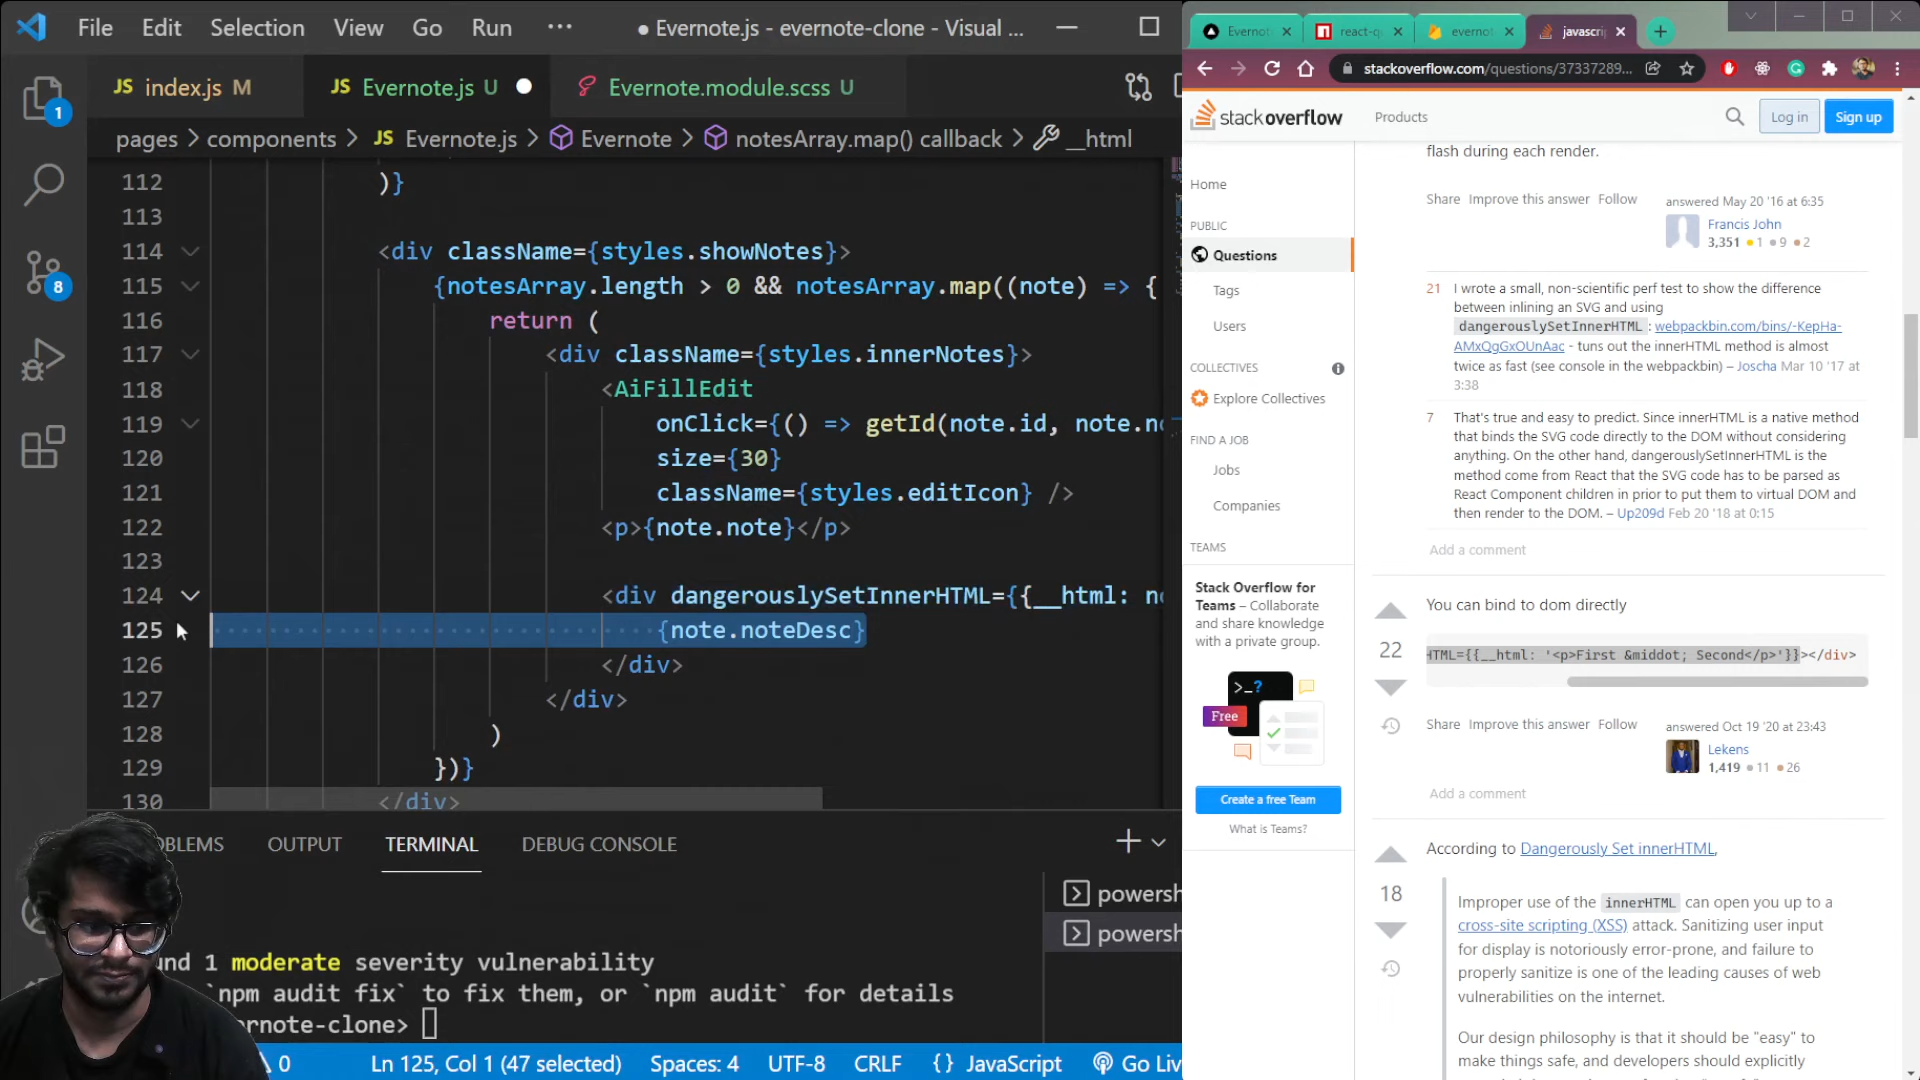 File Edit Selection View Go Run ··· ● Evernote.js - evernote-clone - Visual ...
JS index.js M
JS Evernote.js U ●
Evernote.module.scss U
pages > components > JS Evernote.js > Evernote > notesArray.map() callback > __html
1
8
112 )}
113
114 <div className={styles.showNotes}>
115 {notesArray.length > 0 && notesArray.map((note) => {
116 return (
117 <div className={styles.innerNotes}>
118 <AiFillEdit
119 onClick={() => getId(note.id, note.no
120 size={30}
121 className={styles.editIcon} />
122 <p>{note.note}</p>
123
124 <div dangerouslySetInnerHTML={{__html: no
125 {note.noteDesc}
126 </div>
127 </div>
128 )
129 })}
130 </div>
OBLEMS OUTPUT TERMINAL DEBUG CONSOLE
powersh
powersh
und 1 moderate severity vulnerability
`npm audit fix` to fix them, or `npm audit` for details
ernote-clone>
0 Ln 125, Col 1 (47 selected) Spaces: 4 UTF-8 CRLF {} JavaScript Go Liv
Evernot react-q evernot javascri
stackoverflow.com/questions/37337289...
stackoverflow Products Log in Sign up
Home
PUBLIC
Questions
Tags
Users
COLLECTIVES
Explore Collectives
FIND A JOB
Jobs
Companies
TEAMS
Stack Overflow for
Teams – Collaborate
and share knowledge
with a private group.
>_?
Free
Create a free Team
What is Teams?
flash during each render.
Share Improve this answer Follow
answered May 20 '16 at 6:35
Francis John
3,351 1 9 2
21 I wrote a small, non-scientific perf test to show the difference
between inlining an SVG and using
dangerouslySetInnerHTML : webpackbin.com/bins/-KepHa-
AMxQgGxOUnAac - tuns out the innerHTML method is almost
twice as fast (see console in the webpackbin) – Joscha Mar 10 '17 at
3:38
7 That's true and easy to predict. Since innerHTML is a native method
that binds the SVG code directly to the DOM without considering
anything. On the other hand, dangerouslySetInnerHTML is the
method come from React that the SVG code has to be parsed as
React Component children in prior to put them to virtual DOM and
then render to the DOM. – Up209d Feb 20 '18 at 0:15
Add a comment
You can bind to dom directly
22
HTML={{__html: '<p>First &middot; Second</p>'}}></div>
Share Improve this answer Follow
answered Oct 19 '20 at 23:43
Lekens
1,419 11 26
Add a comment
According to Dangerously Set innerHTML,
18
Improper use of the innerHTML can open you up to a
cross-site scripting (XSS) attack. Sanitizing user input
for display is notoriously error-prone, and failure to
properly sanitize is one of the leading causes of web
vulnerabilities on the internet.
Our design philosophy is that it should be "easy" to
make things safe, and developers should explicitly